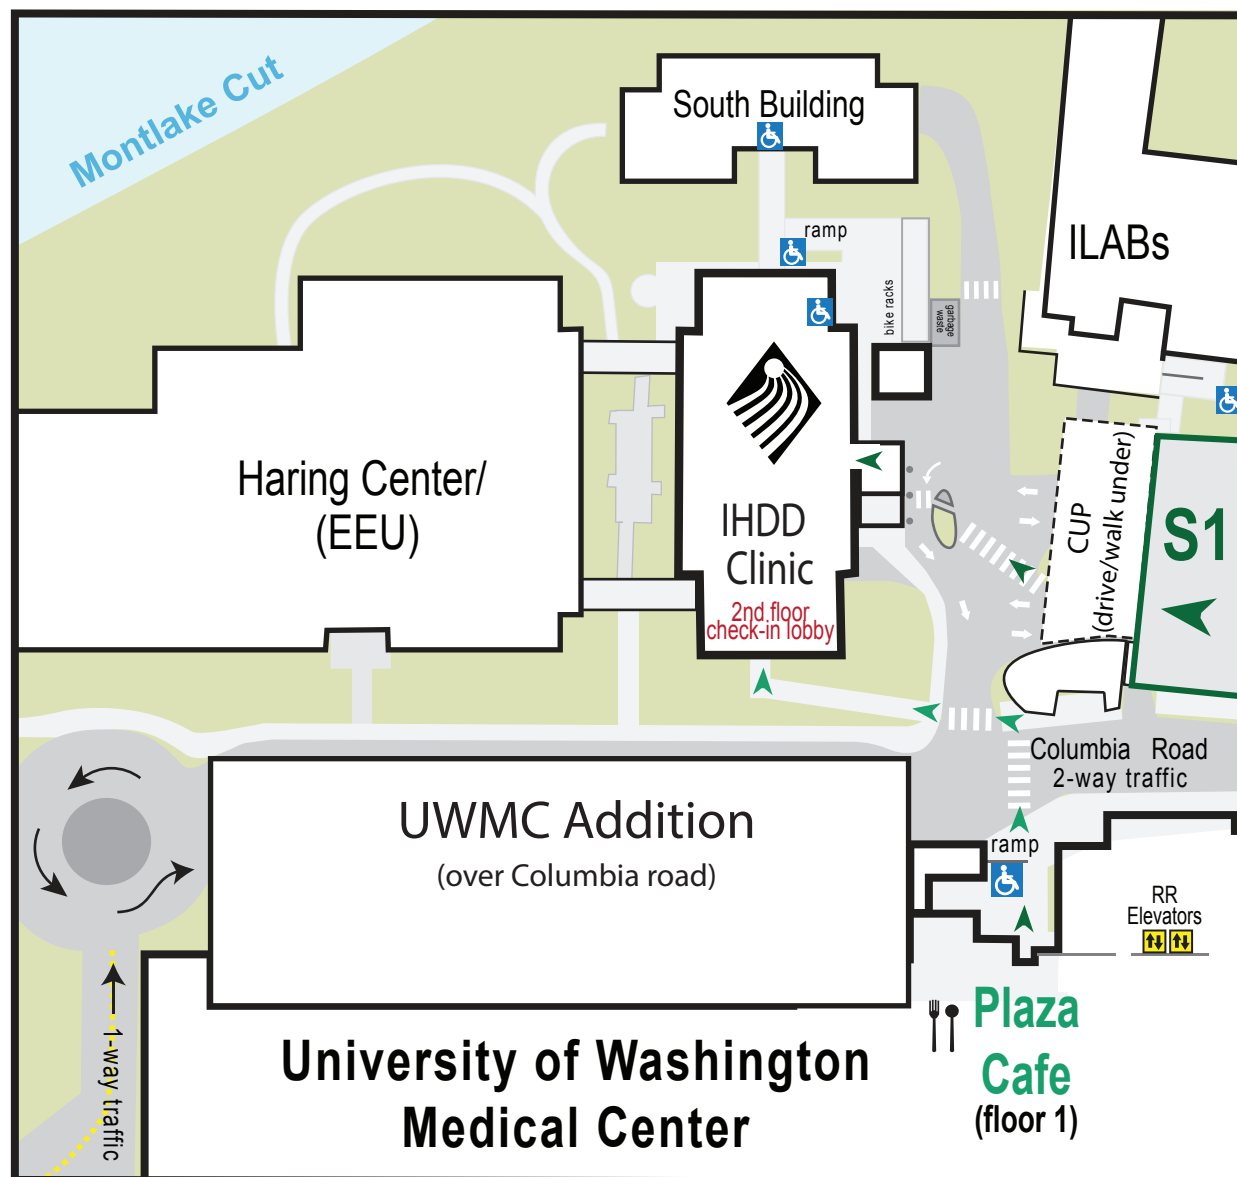 Montlake Cut
South Building
ramp
ILABs
bike racks
garbage
waste
Haring Center/
(EEU)
IHDD
Clinic
2nd floor
check-in lobby
CUP
(drive/walk under)
S1
Columbia Road
2-way traffic
UWMC Addition
(over Columbia road)
ramp
RR
Elevators
1-way traffic
University of Washington
Medical Center
Plaza
Cafe
(floor 1)